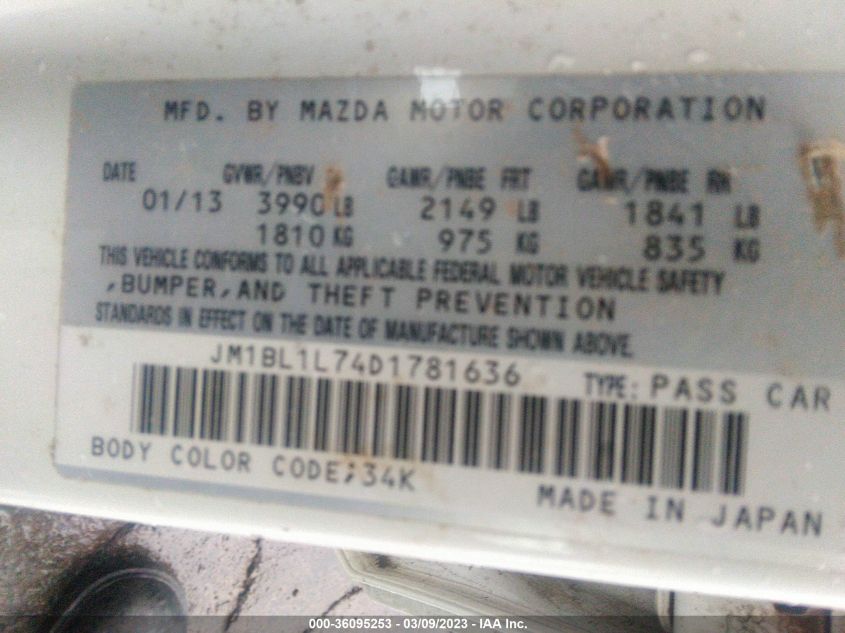 MFD. BY MAZDA MOTOR CORPORATION
DATE GVWR/PNBV GAWR/PNBE FRT GAWR/PNBE RR
01/13 3990 LB 2149 LB 1841 LB
1810 KG 975 KG 835 KG
THIS VEHICLE CONFORMS TO ALL APPLICABLE FEDERAL MOTOR VEHICLE SAFETY
,BUMPER,AND THEFT PREVENTION
STANDARDS IN EFFECT ON THE DATE OF MANUFACTURE SHOWN ABOVE.
JM1BL1L74D1781636 TYPE: PASS CAR
BODY COLOR CODE;34K
MADE IN JAPAN
000-36095253 - 03/09/2023 - IAA Inc.